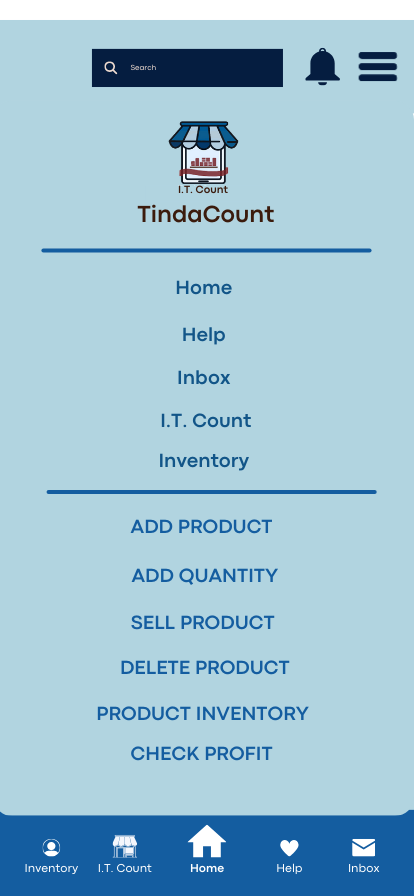 Search
I.T. Count
TindaCount
Home
Help
Inbox
I.T. Count
Inventory
ADD PRODUCT
ADD QUANTITY
SELL PRODUCT
DELETE PRODUCT
PRODUCT INVENTORY
CHECK PROFIT
Inventory I.T. Count Home Help Inbox